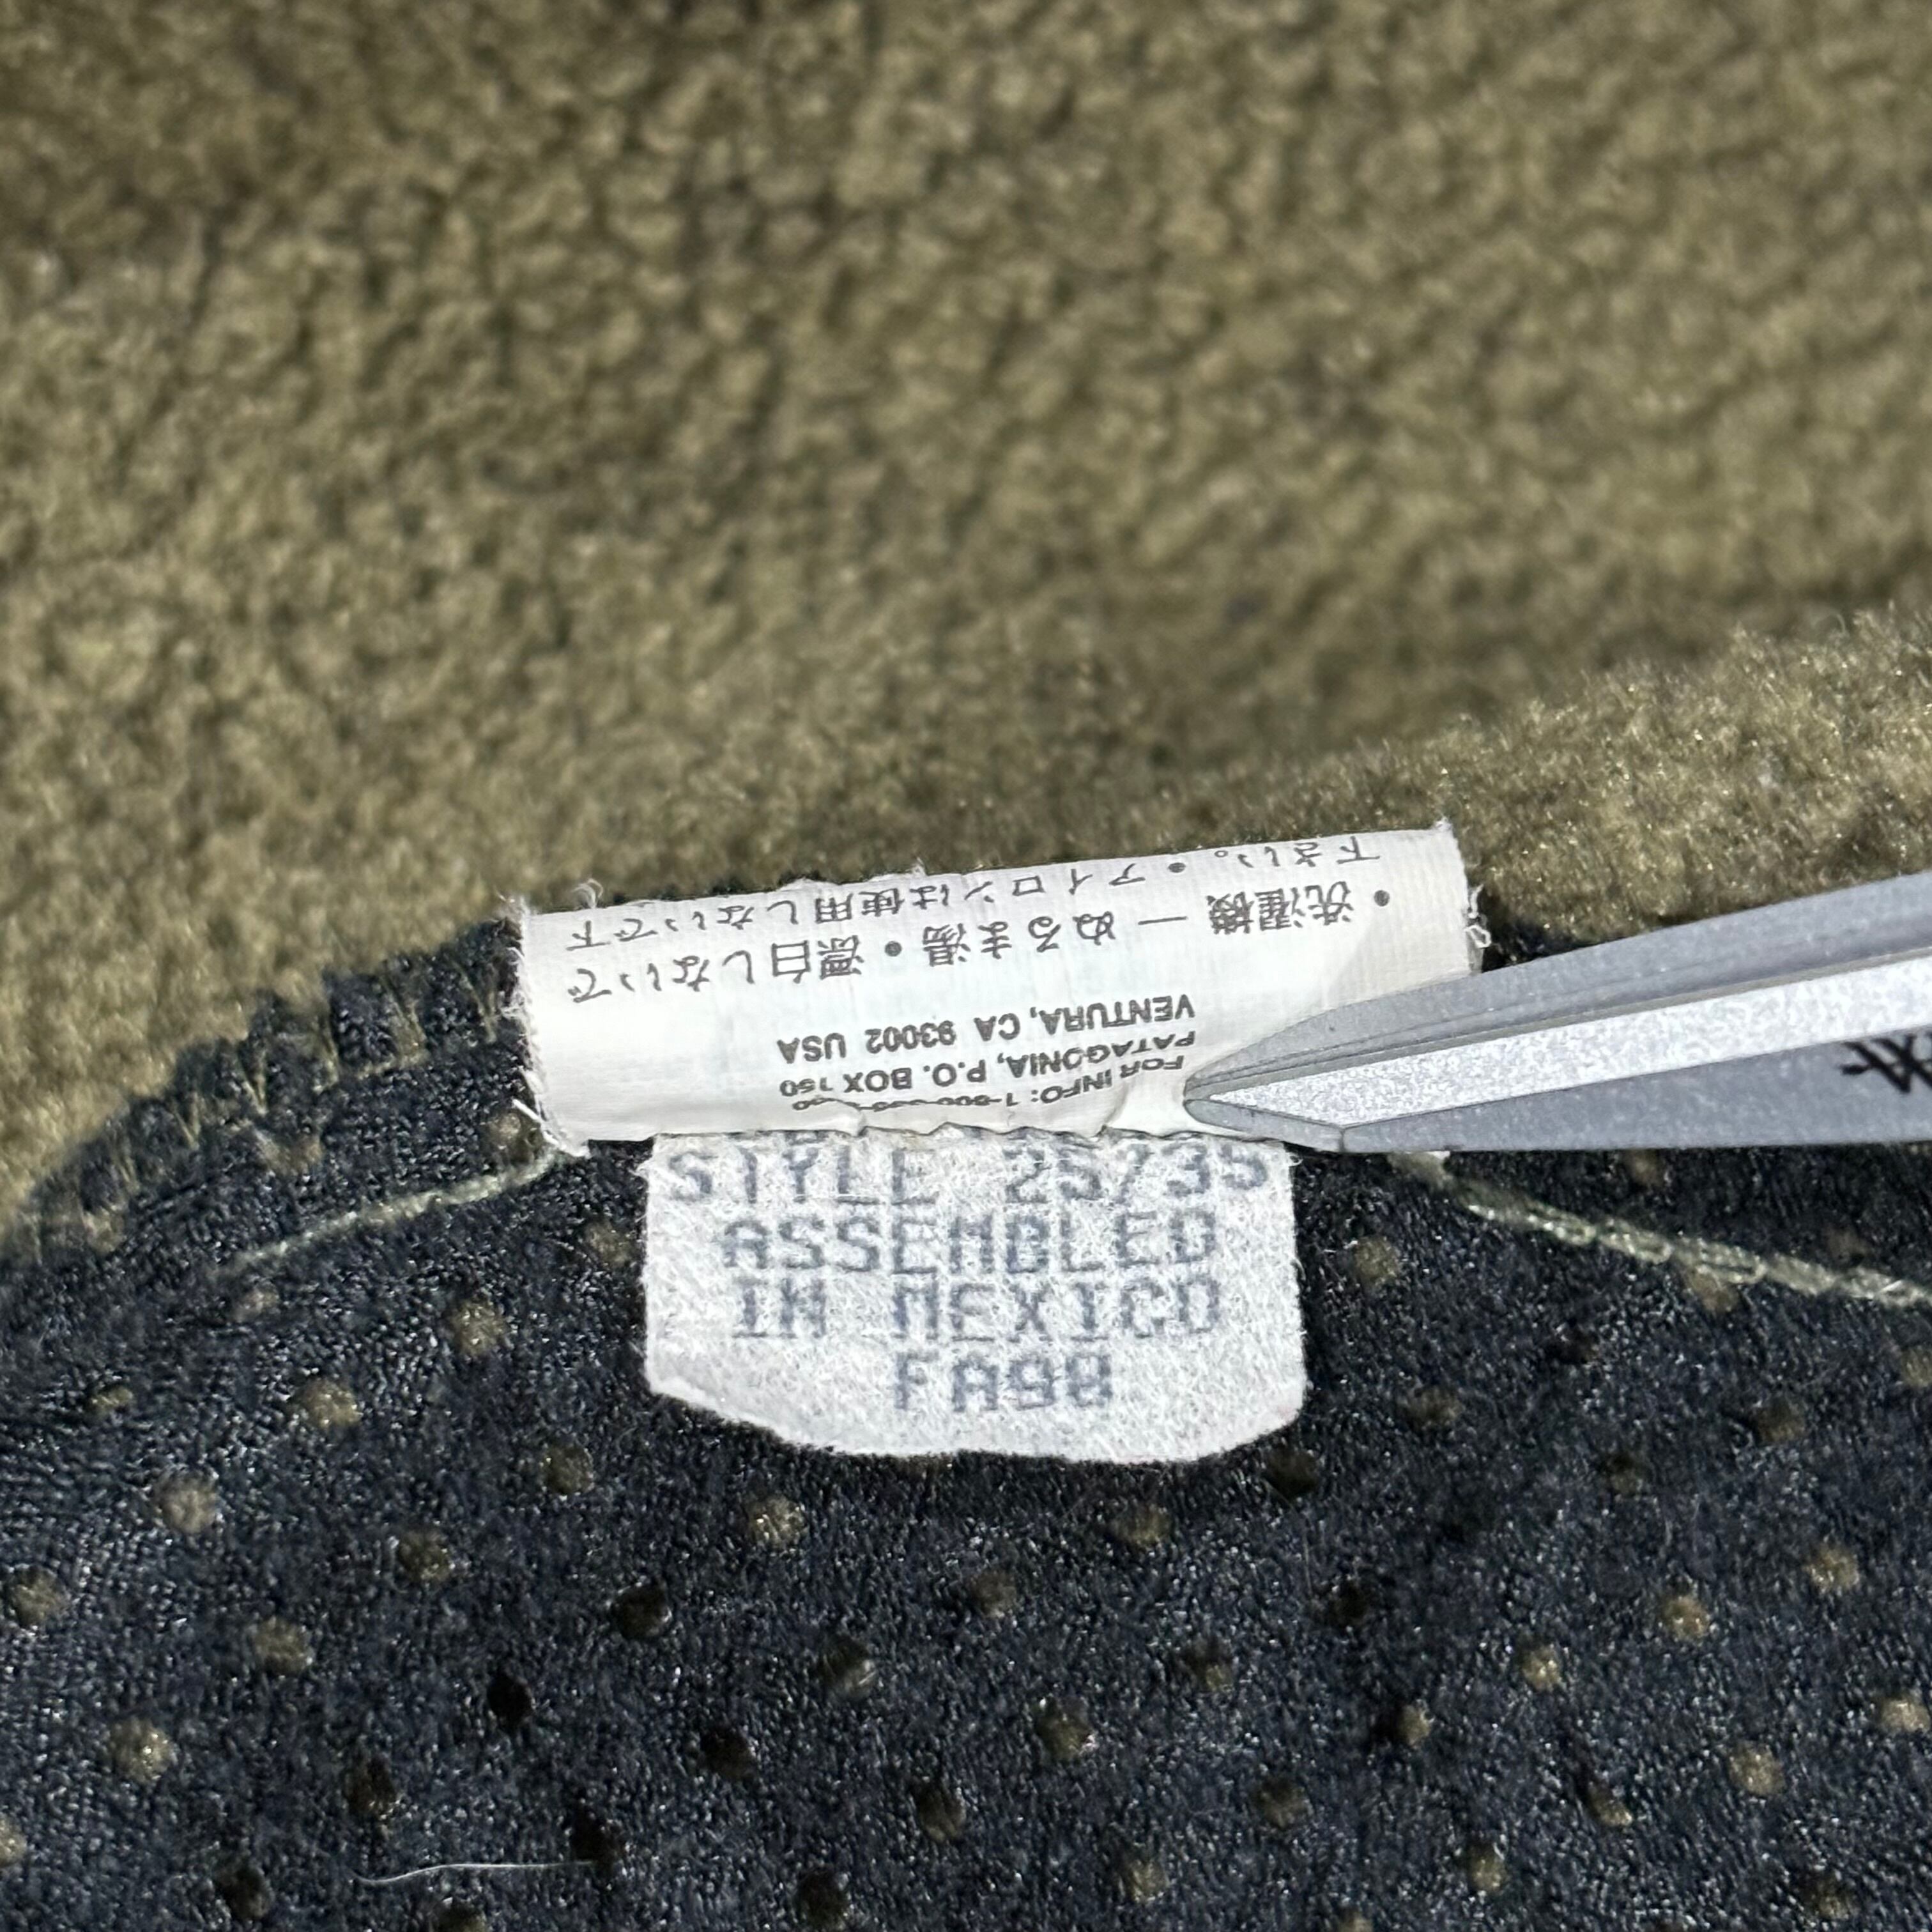 STYLE 25735
ASSEMBLED
IN MEXICO
FA98
FOR INFO:
PATAGONIA, P.O. BOX 150
VENTURA, CA 93002 USA
• 洗濯機 — ぬるま湯 • 漂白しないで
下さい。• アイロンは使用しないで下